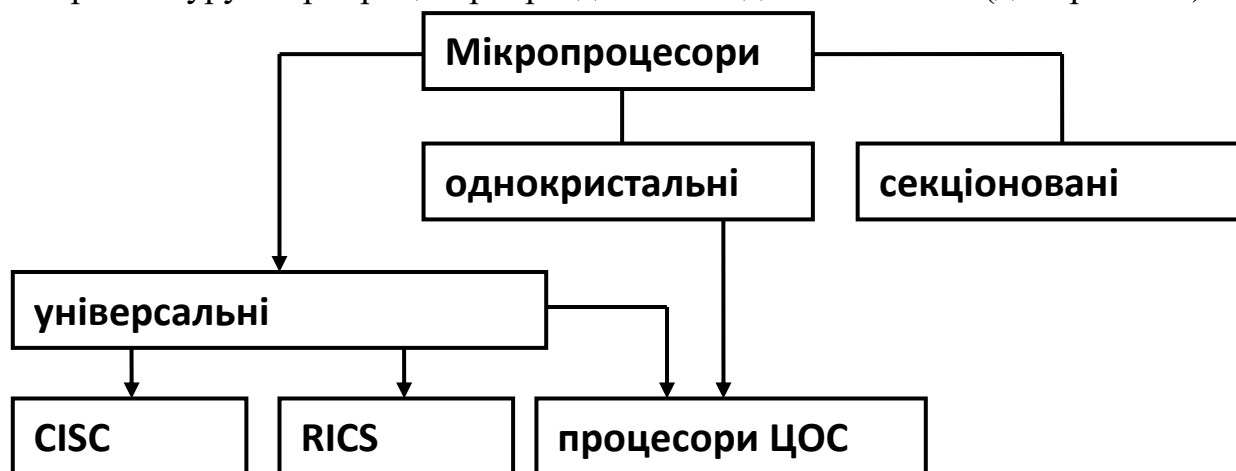 Мікропроцесори
однокристальні
секціоновані
універсальні
CISC
RICS
процесори ЦОС